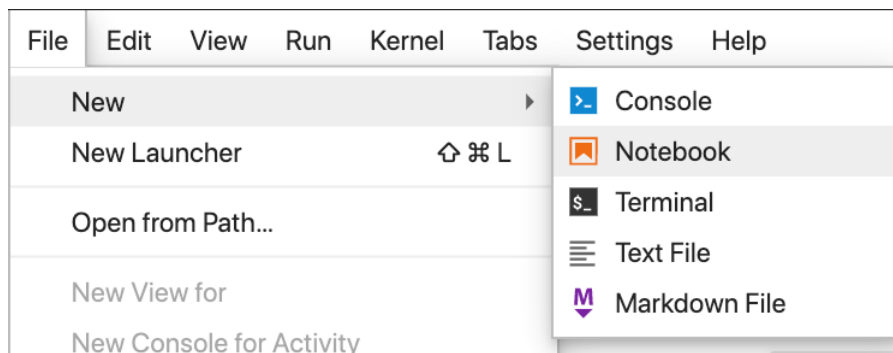 File Edit View Run Kernel Tabs Settings Help
New
New Launcher ⇧ ⌘ L
Open from Path...
New View for
New Console for Activity
Console
Notebook
$_ Terminal
Text File
M Markdown File